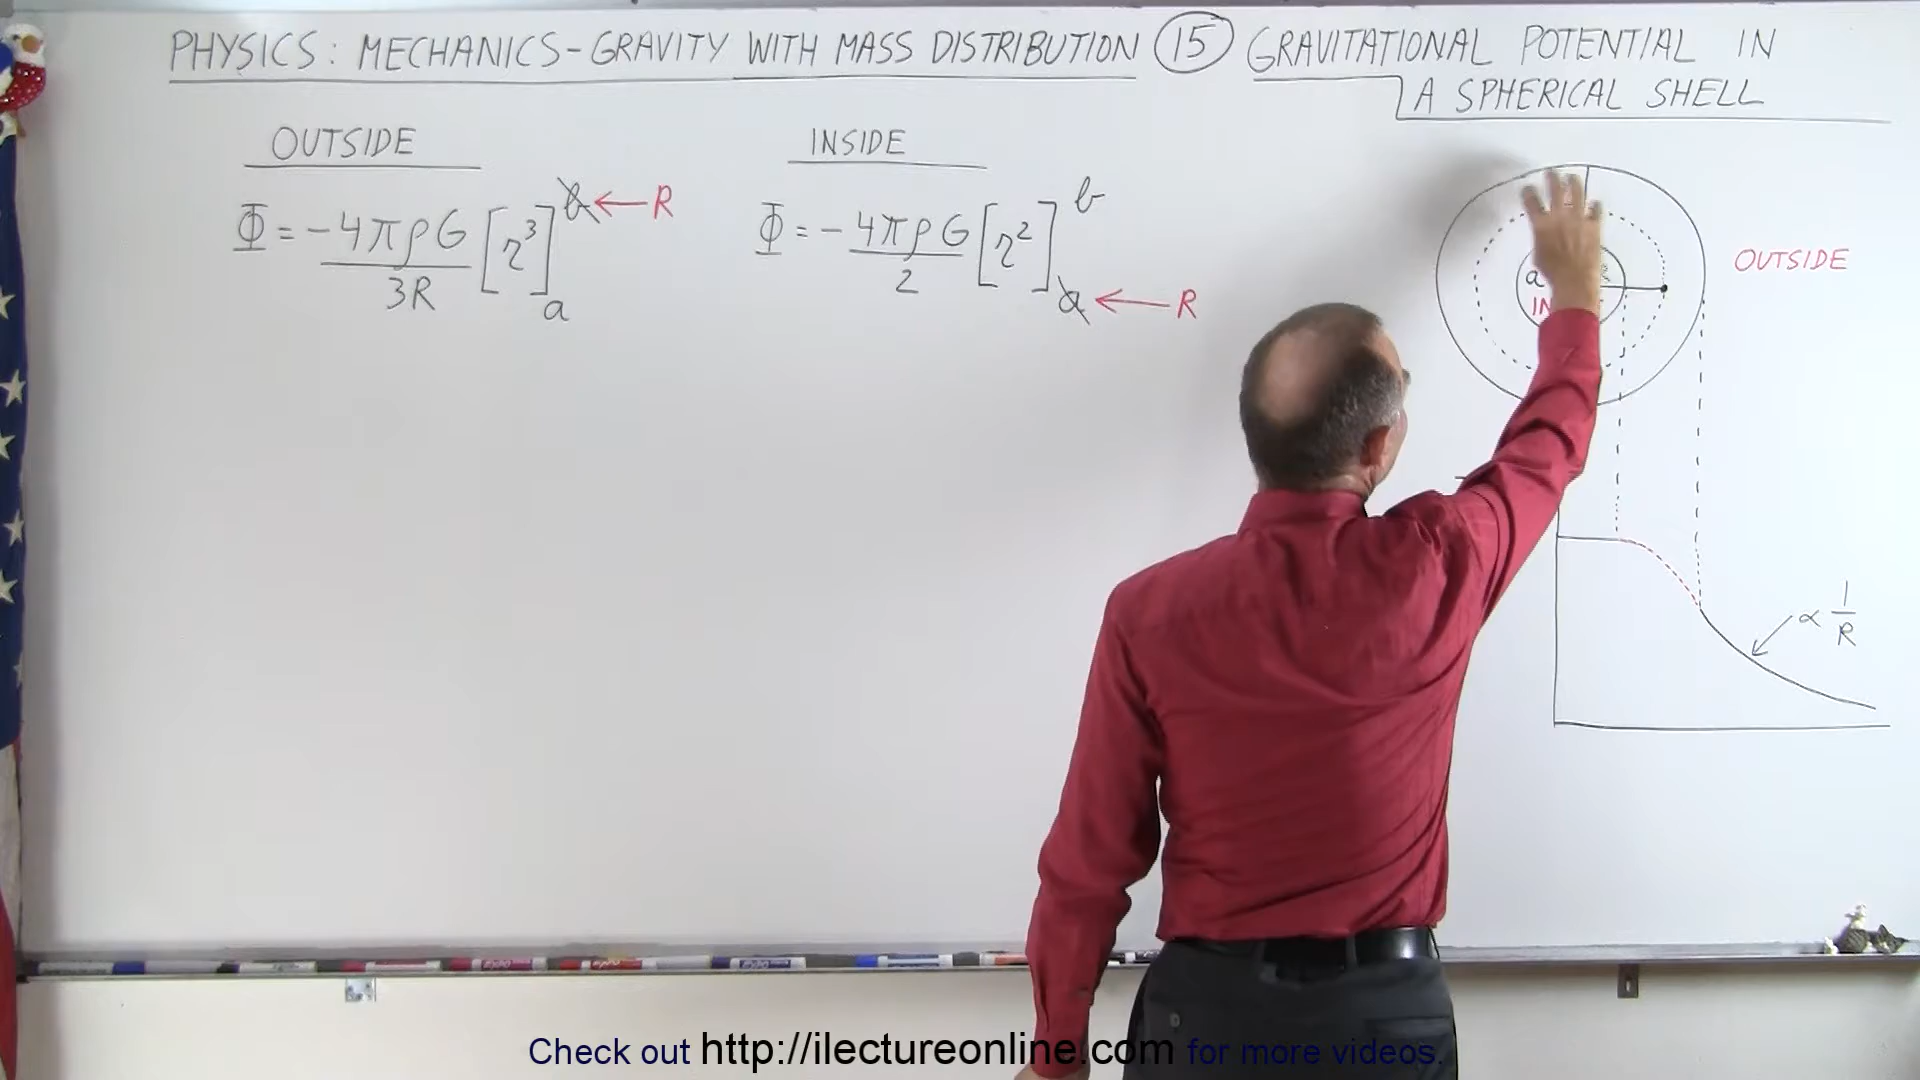 PHYSICS: MECHANICS-GRAVITY WITH MASS DISTRIBUTION 15 GRAVITATIONAL POTENTIAL IN
A SPHERICAL SHELL
OUTSIDE
Φ = -4πρG/3R [r³] b a ← R
INSIDE
Φ = -4πρG/2 [r²] b a ← R
a R
IN
OUTSIDE
∝ 1/R
Check out http://ilectureonline.com for more videos.